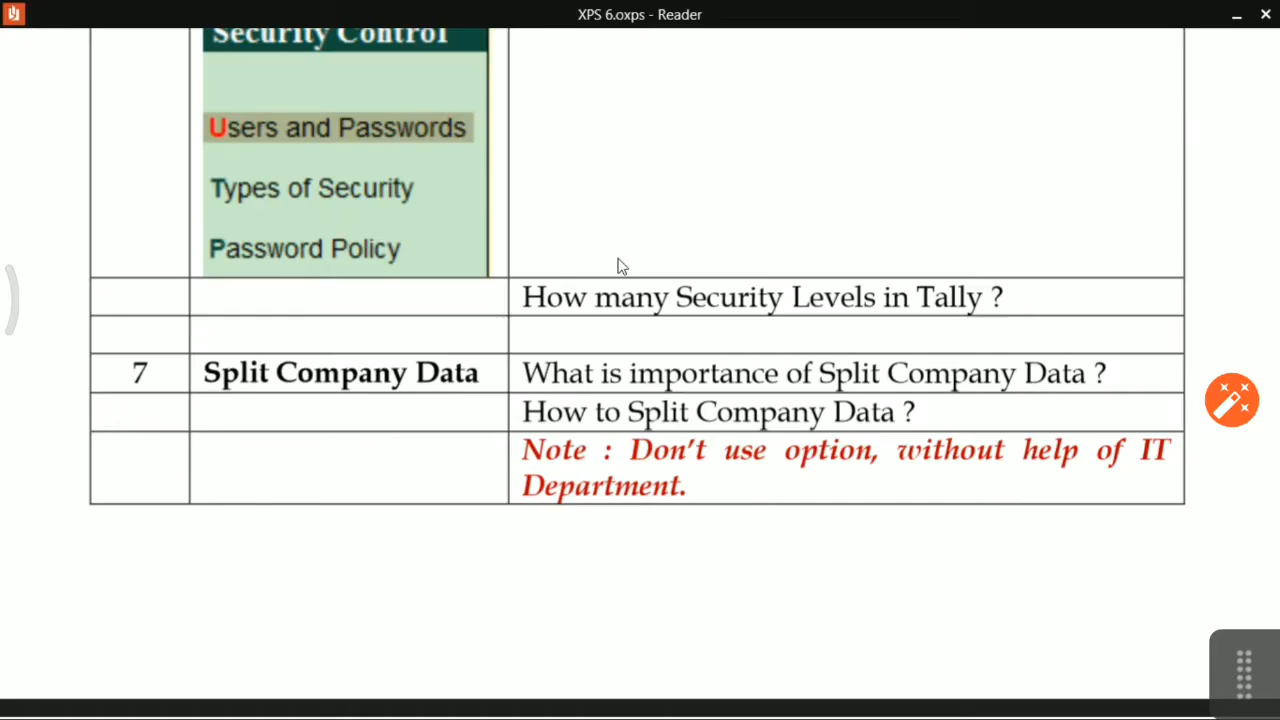 XPS 6.oxps - Reader
Security Control
Users and Passwords
Types of Security
Password Policy
How many Security Levels in Tally ?
7 Split Company Data What is importance of Split Company Data ?
How to Split Company Data ?
Note : Don't use option, without help of IT
Department.